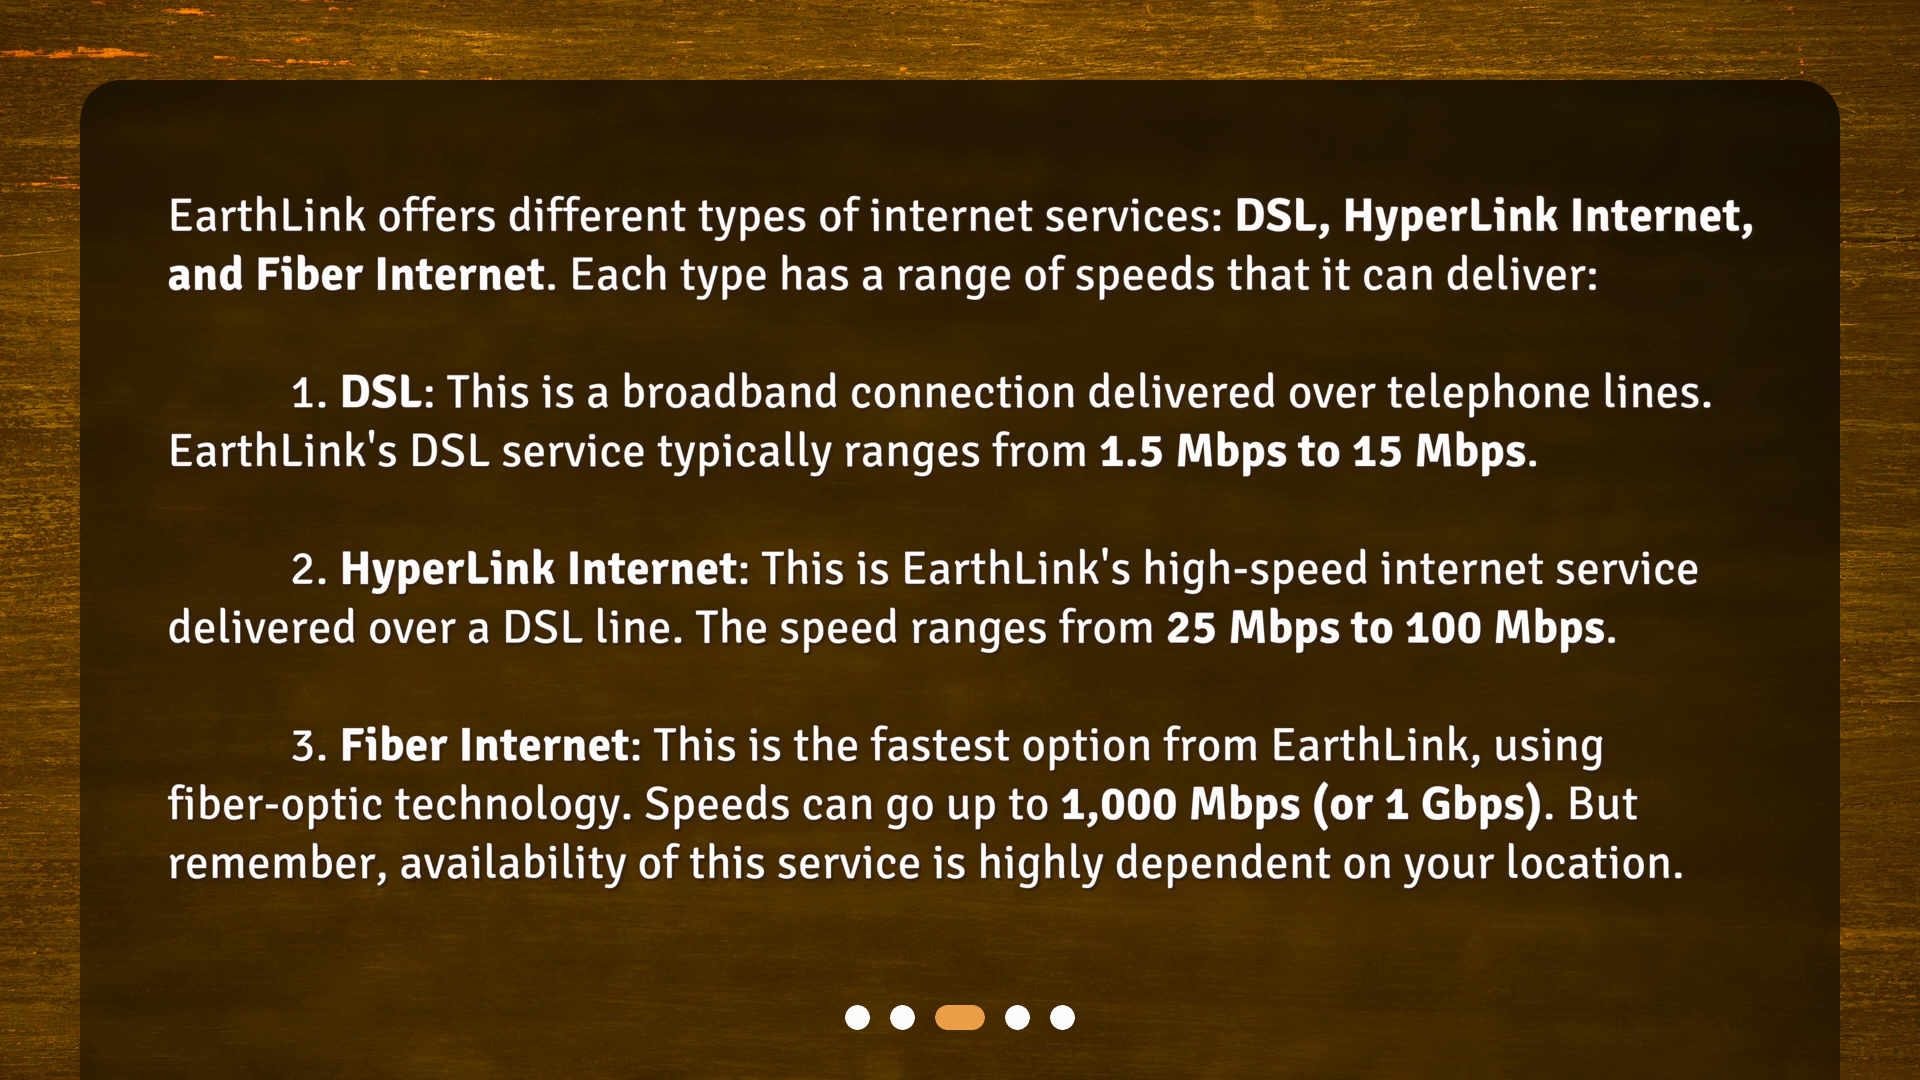 EarthLink offers different types of internet services: DSL, HyperLink Internet,
and Fiber Internet. Each type has a range of speeds that it can deliver:
1. DSL: This is a broadband connection delivered over telephone lines.
EarthLink's DSL service typically ranges from 1.5 Mbps to 15 Mbps.
2. HyperLink Internet: This is EarthLink's high-speed internet service
delivered over a DSL line. The speed ranges from 25 Mbps to 100 Mbps.
3. Fiber Internet: This is the fastest option from EarthLink, using
fiber-optic technology. Speeds can go up to 1,000 Mbps (or 1 Gbps). But
remember, availability of this service is highly dependent on your location.